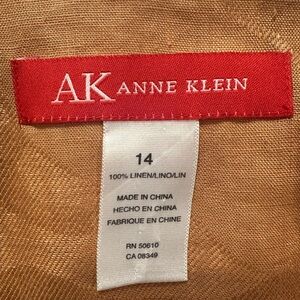 AK ANNE KLEIN
14
100% LINEN/LINO/LIN
MADE IN CHINA
HECHO EN CHINA
FABRIQUE EN CHINE
RN 50610
CA 08349